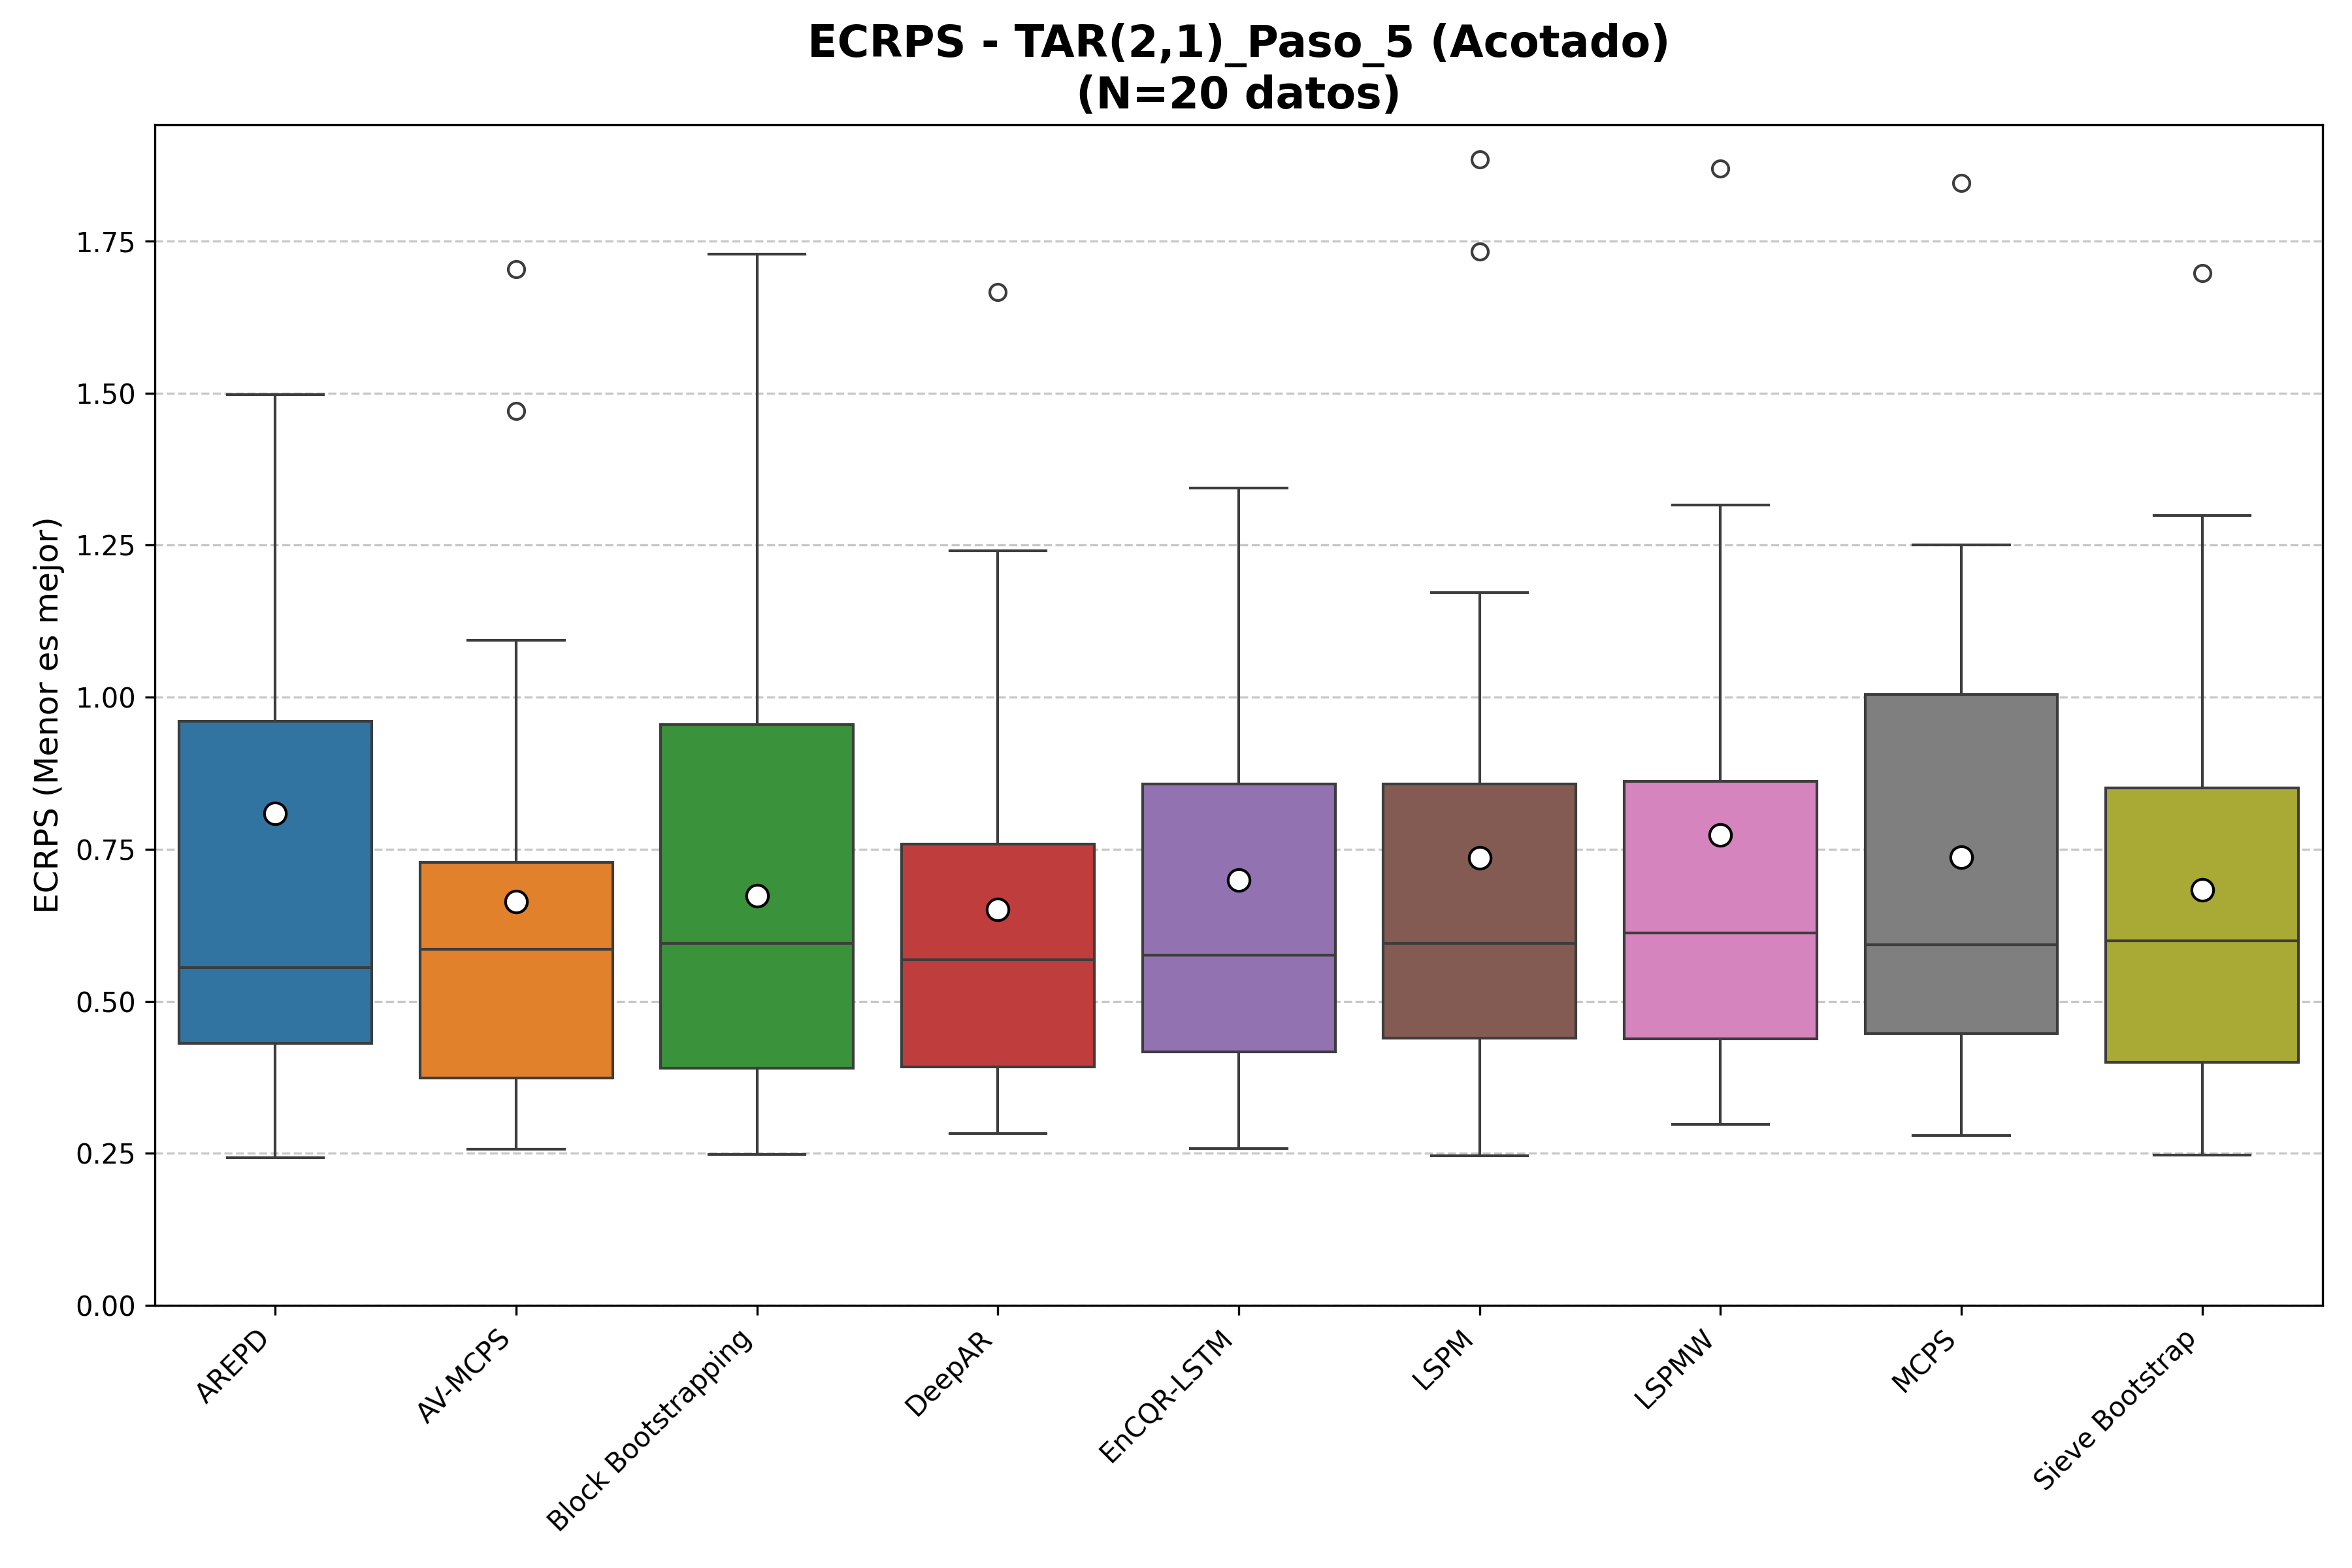 ECRPS - TAR(2,1)_Paso_5 (Acotado)
(N=20 datos)
ECRPS (Menor es mejor)
1.75
1.50
1.25
1.00
0.75
0.50
0.25
0.00
AREPD
AV-MCPS
Block Bootstrapping
DeepAR
EnCQR-LSTM
LSPM
LSPMW
MCPS
Sieve Bootstrap